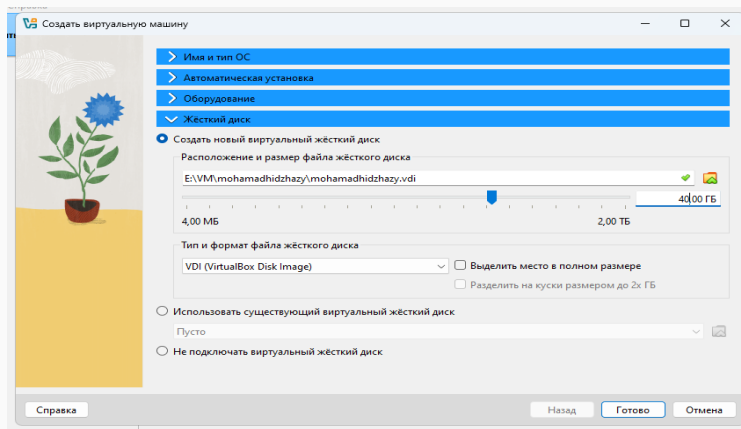 Создать виртуальную машину
Имя и тип ОС
Автоматическая установка
Оборудование
Жёсткий диск
Создать новый виртуальный жёсткий диск
Расположение и размер файла жёсткого диска
E:\VM\mohamadhidzhazy\mohamadhidzhazy.vdi
40,00 ГБ
4,00 МБ 2,00 ТБ
Тип и формат файла жёсткого диска
VDI (VirtualBox Disk Image) Выделить место в полном размере
Разделить на куски размером до 2х ГБ
Использовать существующий виртуальный жёсткий диск
Пусто
Не подключать виртуальный жёсткий диск
Справка Назад Готово Отмена